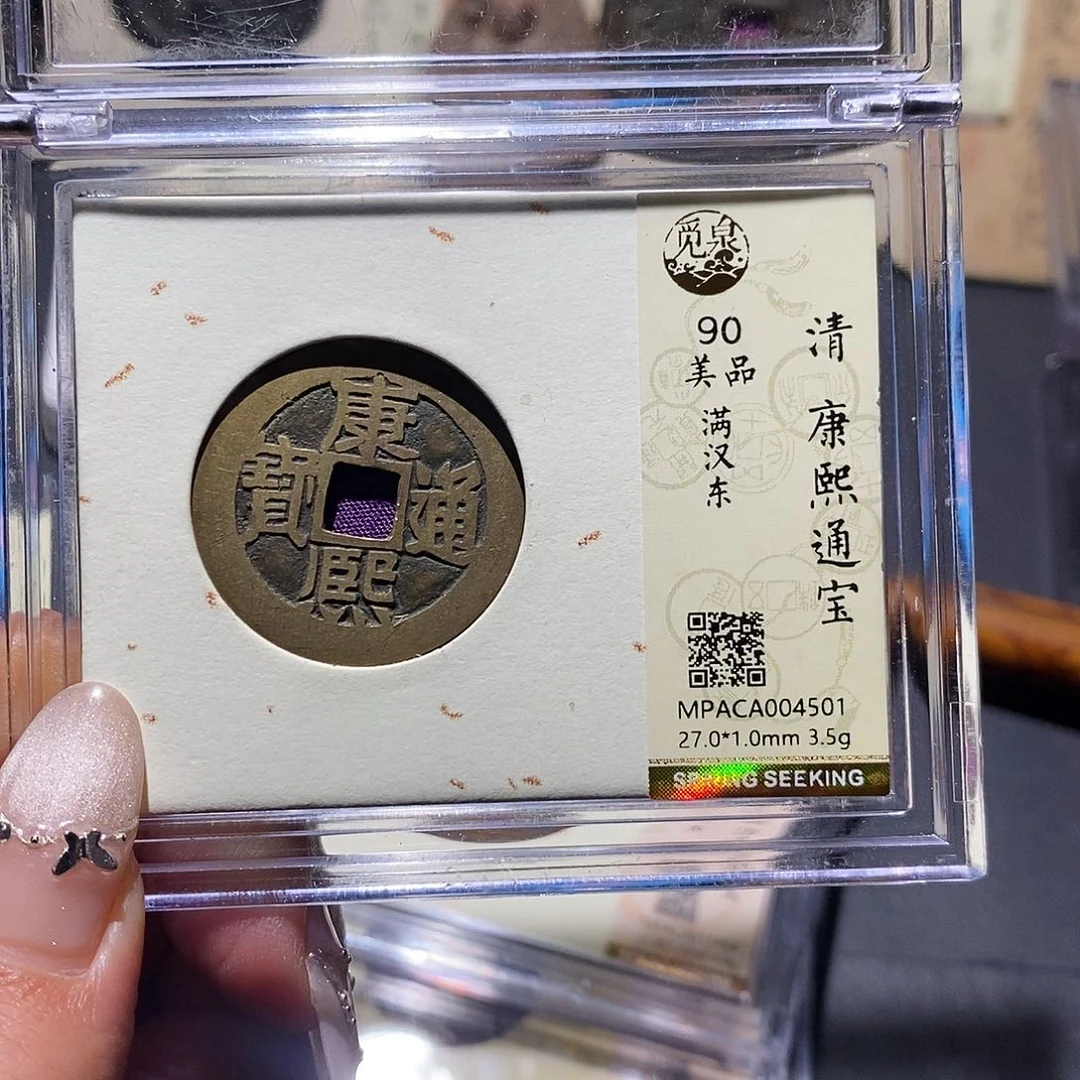 康熙通寶
觅泉
90
美品
满汉东
清 康熙通宝
MPACA004501
27.0*1.0mm 3.5g
SPRING SEEKING